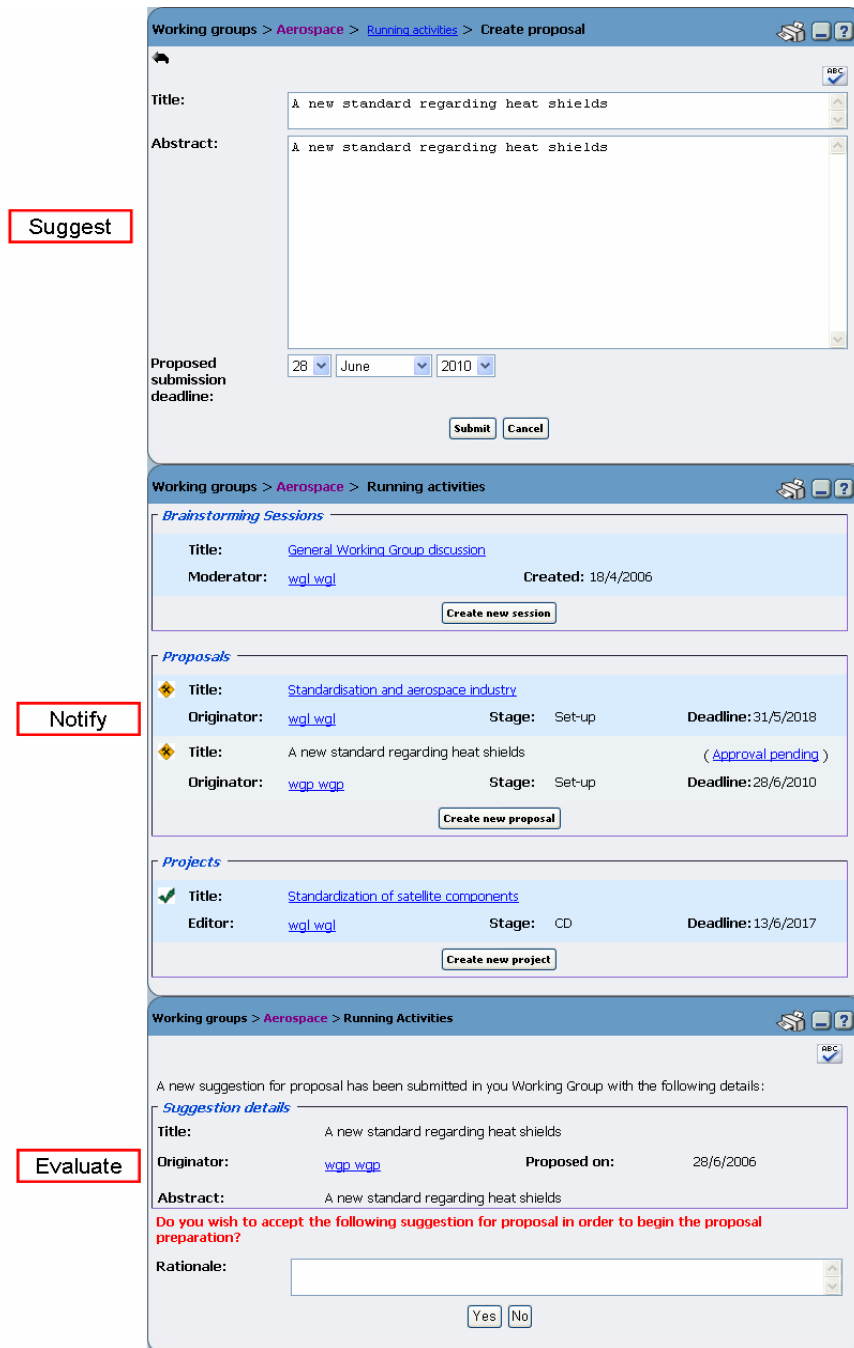 Working groups > Aerospace > Running activities > Create proposal
?
ABC
Title:
A new standard regarding heat shields
Abstract:
A new standard regarding heat shields
Suggest
Proposed
submission
deadline:
28 June 2010
Submit Cancel
Working groups > Aerospace > Running activities
?
Brainstorming Sessions
Title: General Working Group discussion
Moderator: wgl wgl Created: 18/4/2006
Create new session
Proposals
Title: Standardisation and aerospace industry
Notify
Originator: wgl wgl Stage: Set-up Deadline: 31/5/2018
Title: A new standard regarding heat shields ( Approval pending )
Originator: wgp wgp Stage: Set-up Deadline: 28/6/2010
Create new proposal
Projects
Title: Standardization of satellite components
Editor: wgl wgl Stage: CD Deadline: 13/6/2017
Create new project
Working groups > Aerospace > Running Activities
?
ABC
A new suggestion for proposal has been submitted in you Working Group with the following details:
Suggestion details
Title: A new standard regarding heat shields
Evaluate
Originator: wgp wgp Proposed on: 28/6/2006
Abstract: A new standard regarding heat shields
Do you wish to accept the following suggestion for proposal in order to begin the proposal
preparation?
Rationale:
Yes No